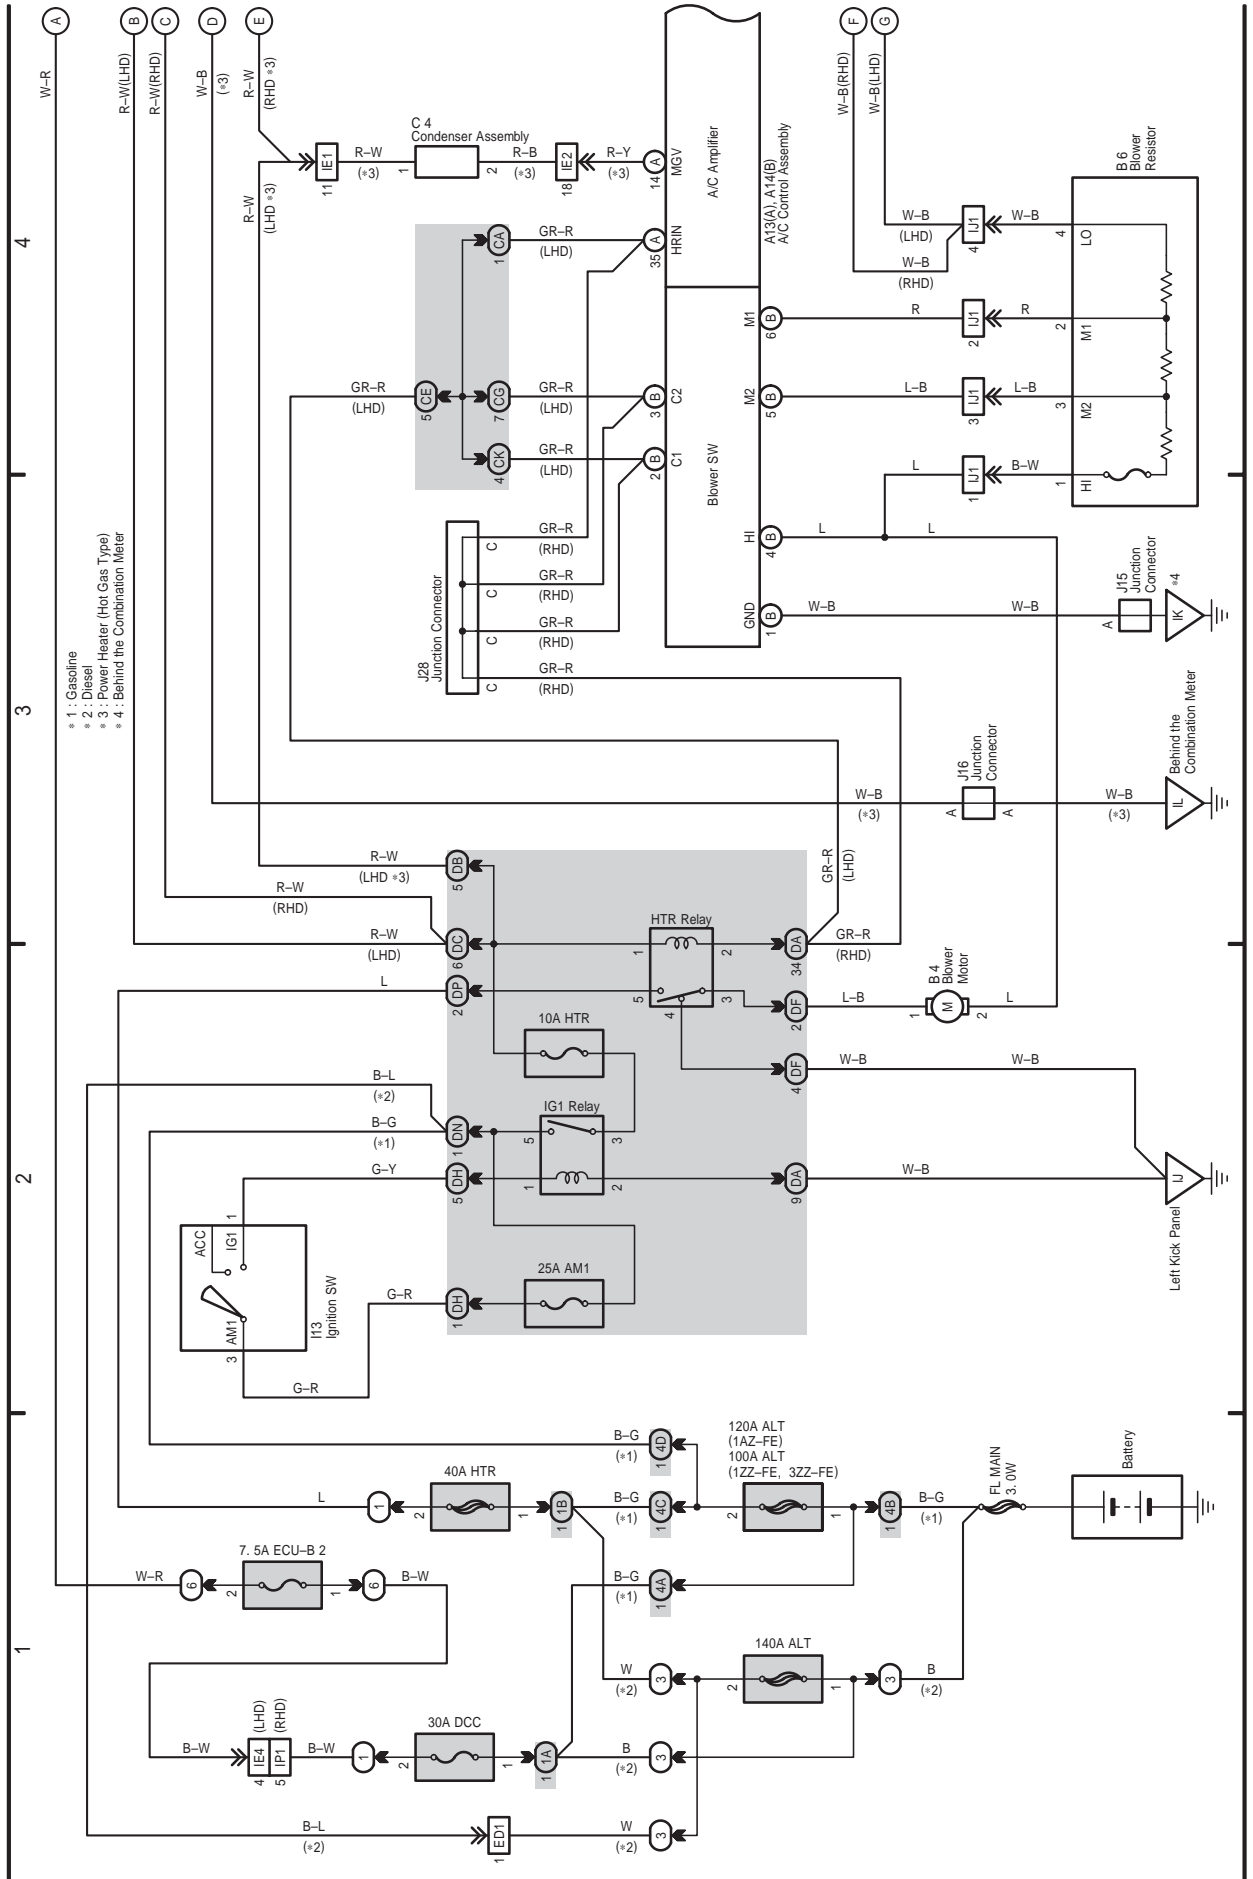 A
B
C
D
E
F
G
W–R
R–W(LHD)
R–W(RHD)
W–B
(∗3)
R–W
(RHD ∗3)
W–B(RHD)
W–B(LHD)
4
R–W
(LHD ∗3)
11
IE1
R–W
(∗3)
1
C 4
Condenser Assembly
2
R–B
(∗3)
18
IE2
R–Y
(∗3)
14
A
MGV
A/C Amplifier
A13(A), A14(B)
A/C Control Assembly
B 6
Blower
Resistor
1
CA
GR–R
(LHD)
35
A
HRIN
W–B
(LHD)
W–B
(RHD)
4
IJ1
W–B
4
LO
M1
6
B
R
2
IJ1
R
2
M1
GR–R
(LHD)
5
CE
7
CG
GR–R
(LHD)
3
B
C2
M2
5
B
L–B
3
IJ1
L–B
3
M2
4
CK
GR–R
(LHD)
2
B
C1
Blower SW
L
1
IJ1
B–W
1
HI
J28
Junction Connector
C
GR–R
(RHD)
C
GR–R
(RHD)
C
GR–R
(RHD)
C
GR–R
(RHD)
HI
4
B
L
L
GND
1
B
W–B
W–B
A
J15
Junction
Connector
∗4
IK
3
∗ 1 : Gasoline
∗ 2 : Diesel
∗ 3 : Power Heater (Hot Gas Type)
∗ 4 : Behind the Combination Meter
W–B
(∗3)
A
J16
Junction
Connector
A
W–B
(∗3)
IL
Behind the
Combination Meter
R–W
(LHD ∗3)
5
DB
R–W
(RHD)
R–W
(LHD)
6
DC
L
2
DP
HTR Relay
1
2
5
4
3
34
DA
GR–R
(LHD)
GR–R
(RHD)
2
DF
L–B
1
M
B 4
Blower
Motor
2
L
10A HTR
4
DF
W–B
W–B
B–L
(∗2)
B–G
(∗1)
1
DN
IG1 Relay
5
3
1
2
G–Y
5
DH
9
DA
W–B
IJ
Left Kick Panel
2
ACC
IG1
1
AM1
3
I13
Ignition SW
G–R
G–R
1
DH
25A AM1
1
B–G
(∗1)
1
4D
120A ALT
(1AZ–FE)
100A ALT
(1ZZ–FE, 3ZZ–FE)
L
1
2
40A HTR
1
1
1B
B–G
(∗1)
1
4C
2
1
1
4B
B–G
(∗1)
FL MAIN
3. 0W
Battery
W–R
6
2
7. 5A ECU–B 2
1
6
B–W
B–G
(∗1)
1
4A
W
(∗2)
3
2
140A ALT
1
3
B
(∗2)
B–W
4
IE4
(LHD)
5
IP1
(RHD)
B–W
1
2
30A DCC
1
1
1A
B
(∗2)
3
B–L
(∗2)
1
ED1
W
(∗2)
3